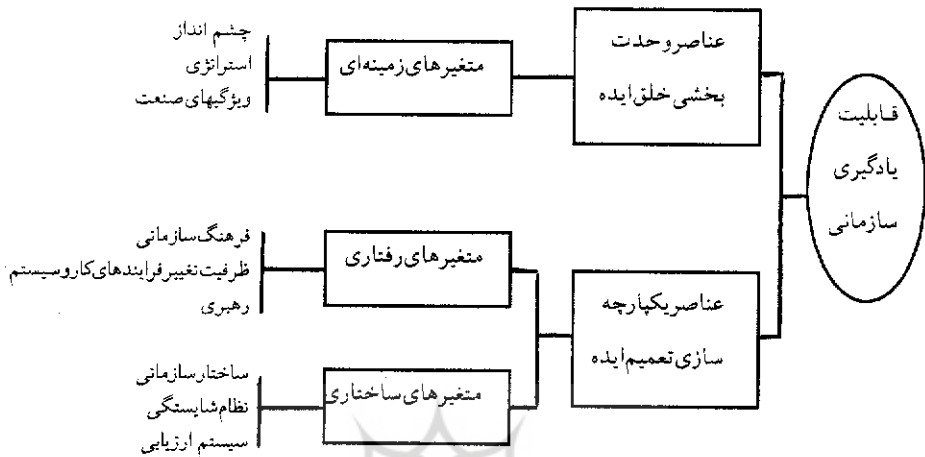 قابلیت
یادگیری
سازمانی
عناصر وحدت
بخشی خلق ایده
متغیرهای زمینه‌ای
چشم انداز
استراتژی
ویژگیهای صنعت
عناصر یکپارچه
سازی تعمیم ایده
متغیرهای رفتاری
فرهنگ سازمانی
ظرفیت تغییر فرایندهای کار و سیستم
رهبری
متغیرهای ساختاری
ساختار سازمانی
نظام شایستگی
سیستم ارزیابی